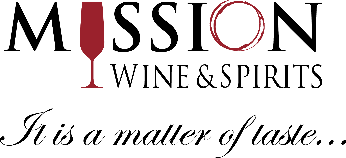 MISSION
WINE & SPIRITS
It is a matter of taste...